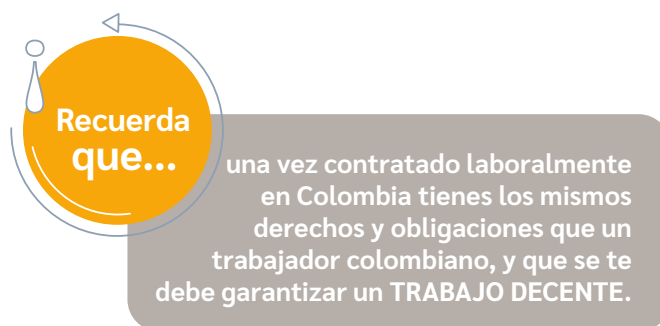 Recuerda
que...
una vez contratado laboralmente
en Colombia tienes los mismos
derechos y obligaciones que un
trabajador colombiano, y que se te
debe garantizar un TRABAJO DECENTE.